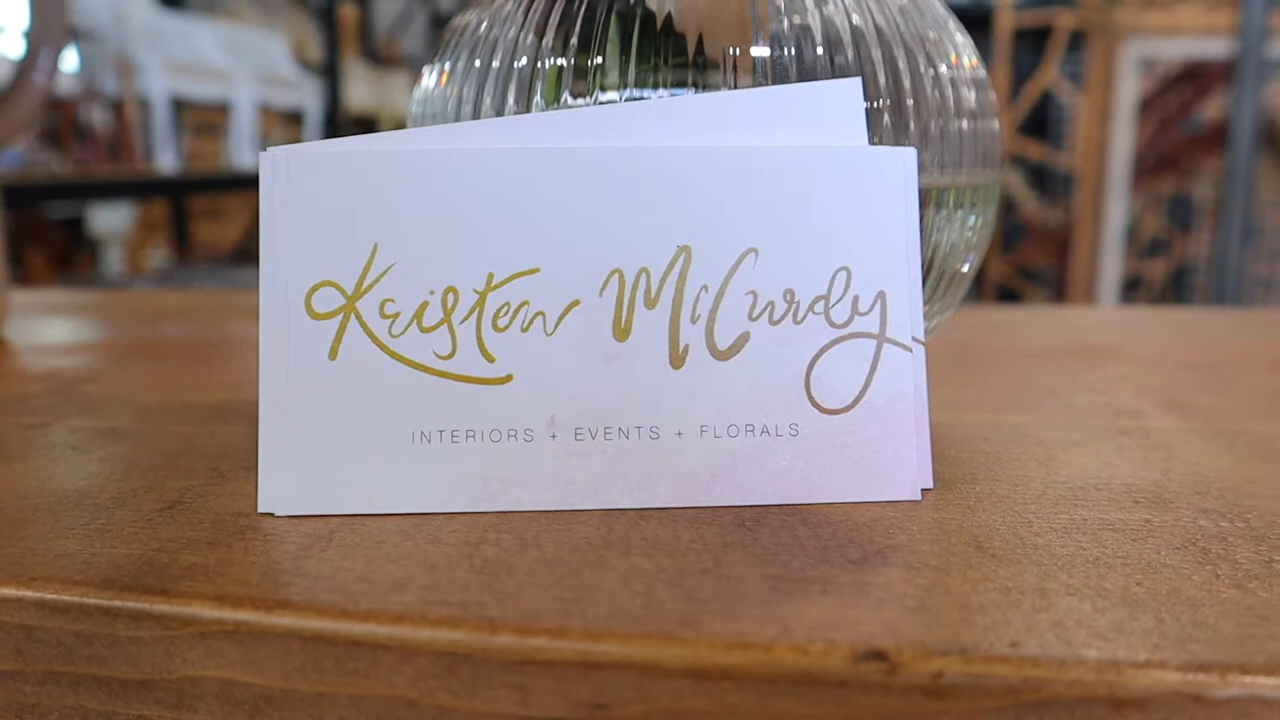 Kristen McCurdy
INTERIORS + EVENTS + FLORALS